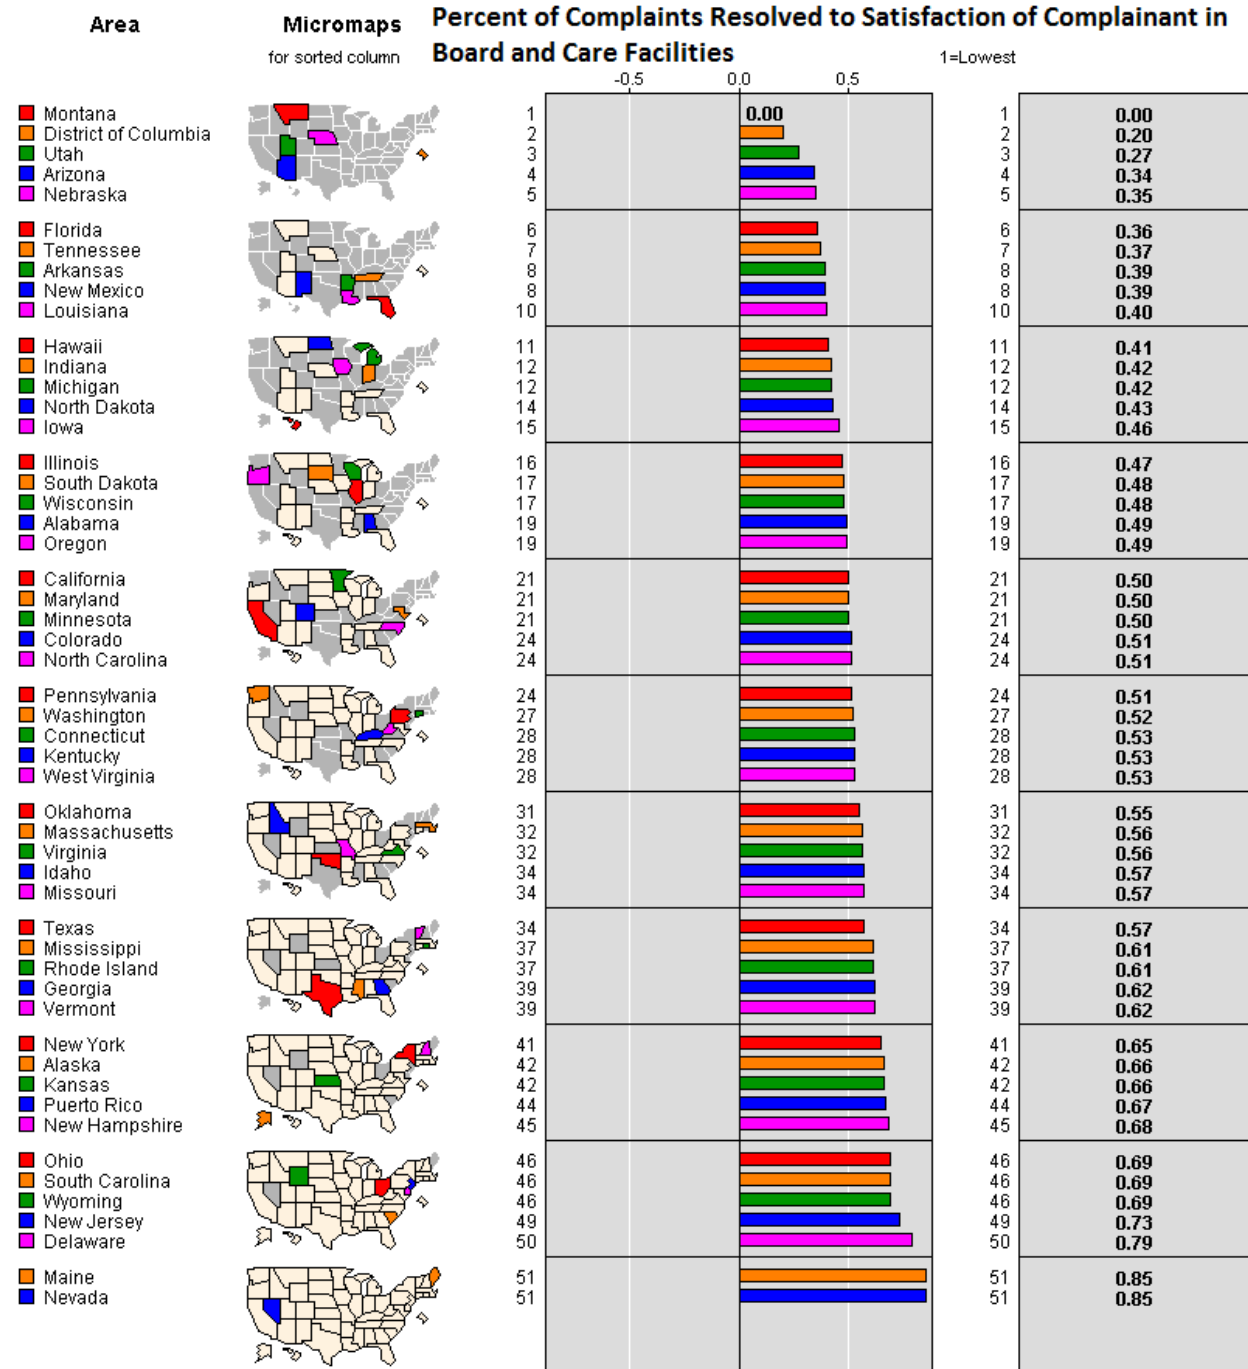 Area Micromaps Percent of Complaints Resolved to Satisfaction of Complainant in
for sorted column Board and Care Facilities 1=Lowest
-0.5 0.0 0.5
Montana 1 0.00 1 0.00
District of Columbia 2 2 0.20
Utah 3 3 0.27
Arizona 4 4 0.34
Nebraska 5 5 0.35
Florida 6 6 0.36
Tennessee 7 7 0.37
Arkansas 8 8 0.39
New Mexico 8 8 0.39
Louisiana 10 10 0.40
Hawaii 11 11 0.41
Indiana 12 12 0.42
Michigan 12 12 0.42
North Dakota 14 14 0.43
Iowa 15 15 0.46
Illinois 16 16 0.47
South Dakota 17 17 0.48
Wisconsin 17 17 0.48
Alabama 19 19 0.49
Oregon 19 19 0.49
California 21 21 0.50
Maryland 21 21 0.50
Minnesota 21 21 0.50
Colorado 24 24 0.51
North Carolina 24 24 0.51
Pennsylvania 24 24 0.51
Washington 27 27 0.52
Connecticut 28 28 0.53
Kentucky 28 28 0.53
West Virginia 28 28 0.53
Oklahoma 31 31 0.55
Massachusetts 32 32 0.56
Virginia 32 32 0.56
Idaho 34 34 0.57
Missouri 34 34 0.57
Texas 34 34 0.57
Mississippi 37 37 0.61
Rhode Island 37 37 0.61
Georgia 39 39 0.62
Vermont 39 39 0.62
New York 41 41 0.65
Alaska 42 42 0.66
Kansas 42 42 0.66
Puerto Rico 44 44 0.67
New Hampshire 45 45 0.68
Ohio 46 46 0.69
South Carolina 46 46 0.69
Wyoming 46 46 0.69
New Jersey 49 49 0.73
Delaware 50 50 0.79
Maine 51 51 0.85
Nevada 51 51 0.85